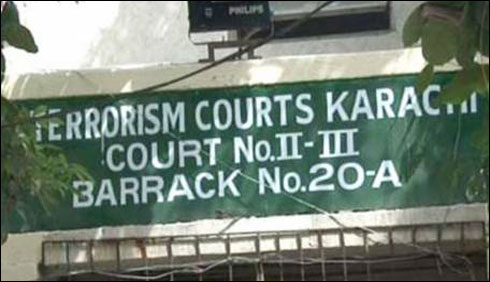 PHILIPS
TERRORISM COURTS KARACHI
COURT No.II-III
BARRACK No.20-A